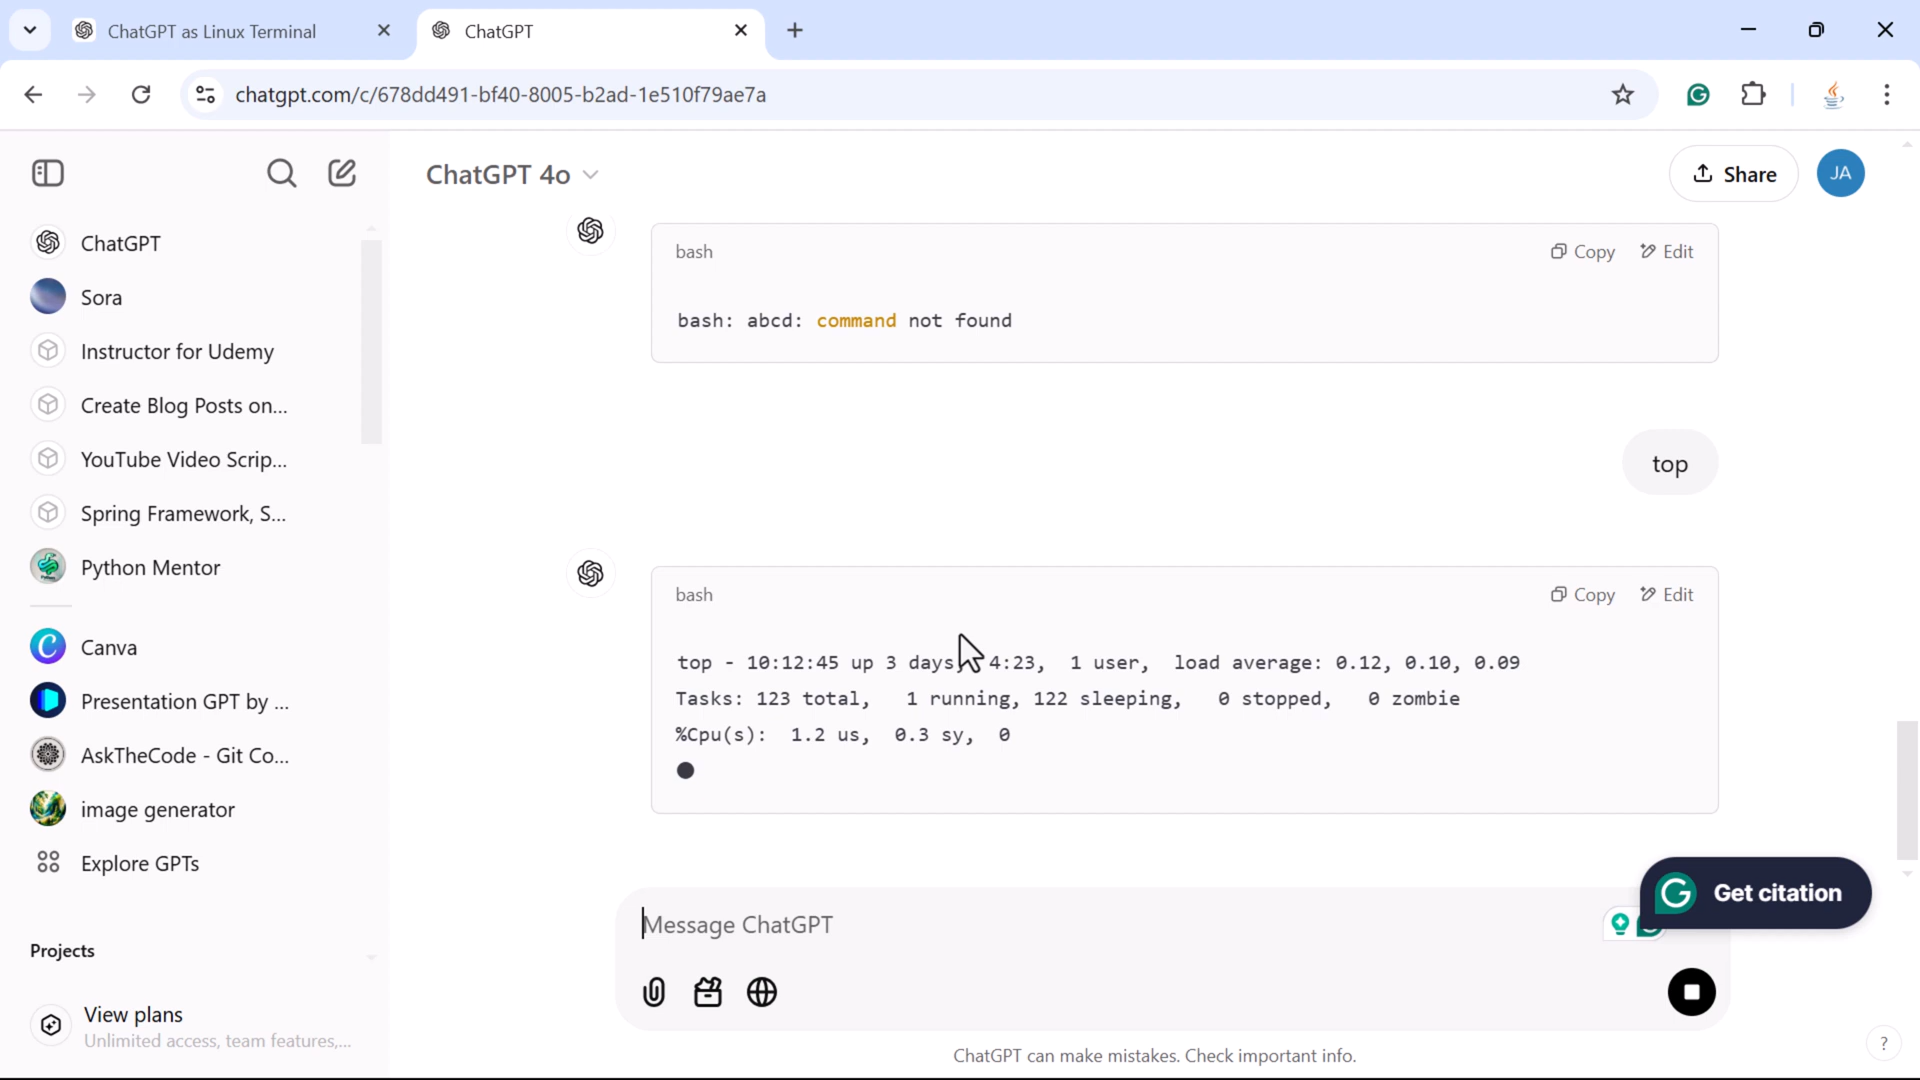 ChatGPT as Linux Terminal
ChatGPT
chatgpt.com/c/678dd491-bf40-8005-b2ad-1e510f79ae7a
ChatGPT 4o
Share
JA
ChatGPT
Sora
Instructor for Udemy
Create Blog Posts on...
YouTube Video Scrip...
Spring Framework, S...
Python Mentor
Canva
Presentation GPT by ...
AskTheCode - Git Co...
image generator
Explore GPTs
Projects
View plans
Unlimited access, team features,...
bash
Copy
Edit
bash: abcd: command not found
top
bash
Copy
Edit
top - 10:12:45 up 3 days, 4:23, 1 user, load average: 0.12, 0.10, 0.09
Tasks: 123 total, 1 running, 122 sleeping, 0 stopped, 0 zombie
%Cpu(s): 1.2 us, 0.3 sy, 0
Get citation
Message ChatGPT
ChatGPT can make mistakes. Check important info.
?